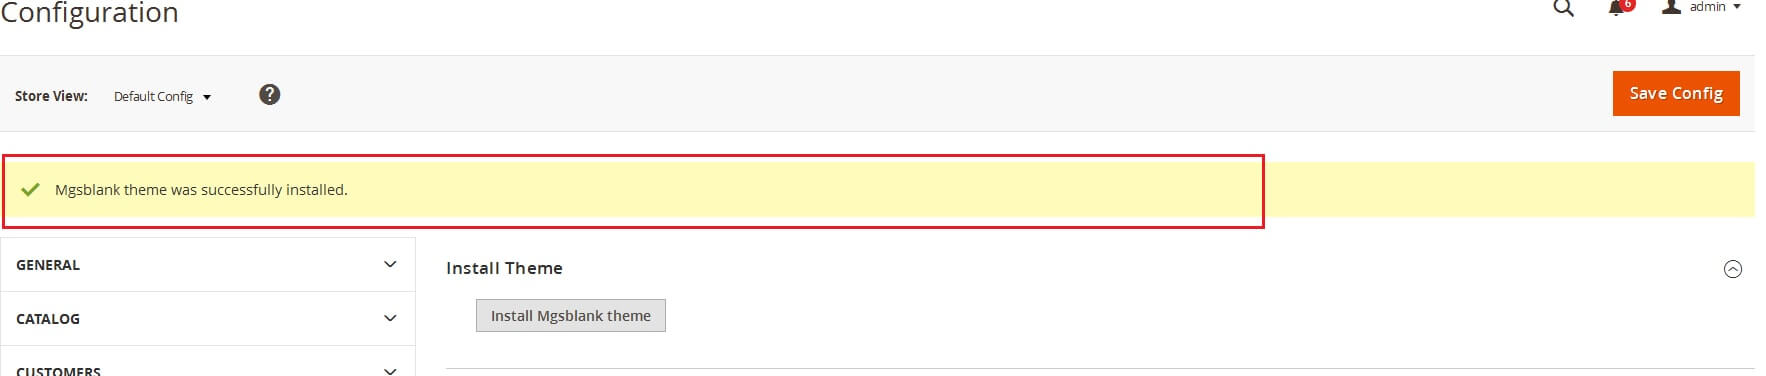 Configuration
6
admin
Store View:
Default Config
?
Save Config
Mgsblank theme was successfully installed.
GENERAL
CATALOG
CUSTOMERS
Install Theme
Install Mgsblank theme